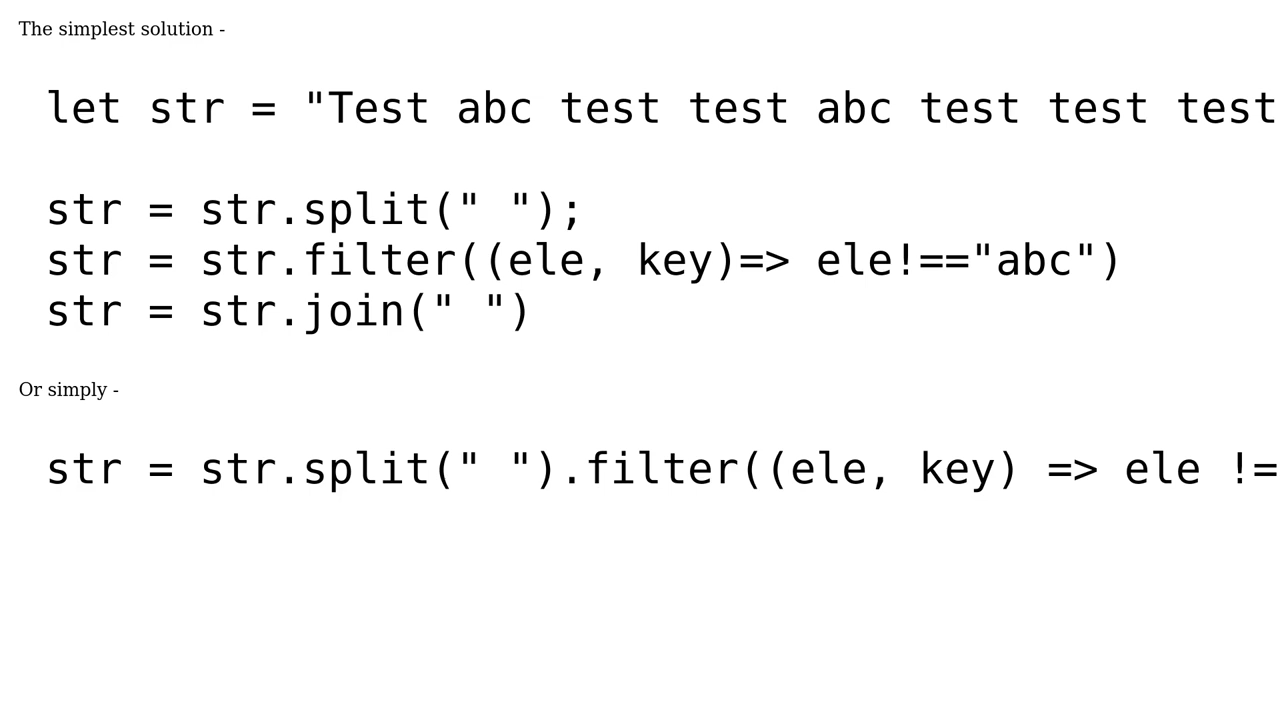 The simplest solution -
let str = "Test abc test test abc test test test
str = str.split(" ");
str = str.filter((ele, key)=> ele!=="abc")
str = str.join(" ")
Or simply -
str = str.split(" ").filter((ele, key) => ele !=